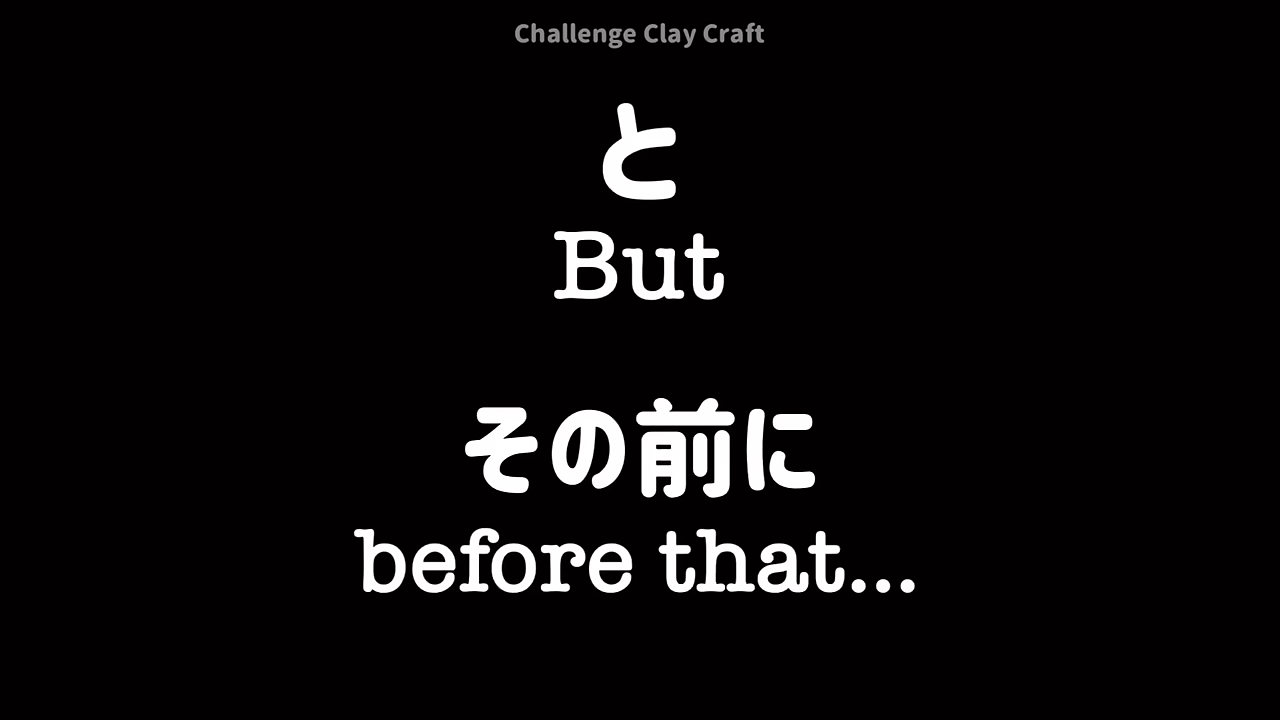 Challenge Clay Craft
と
But
その前に
before that...